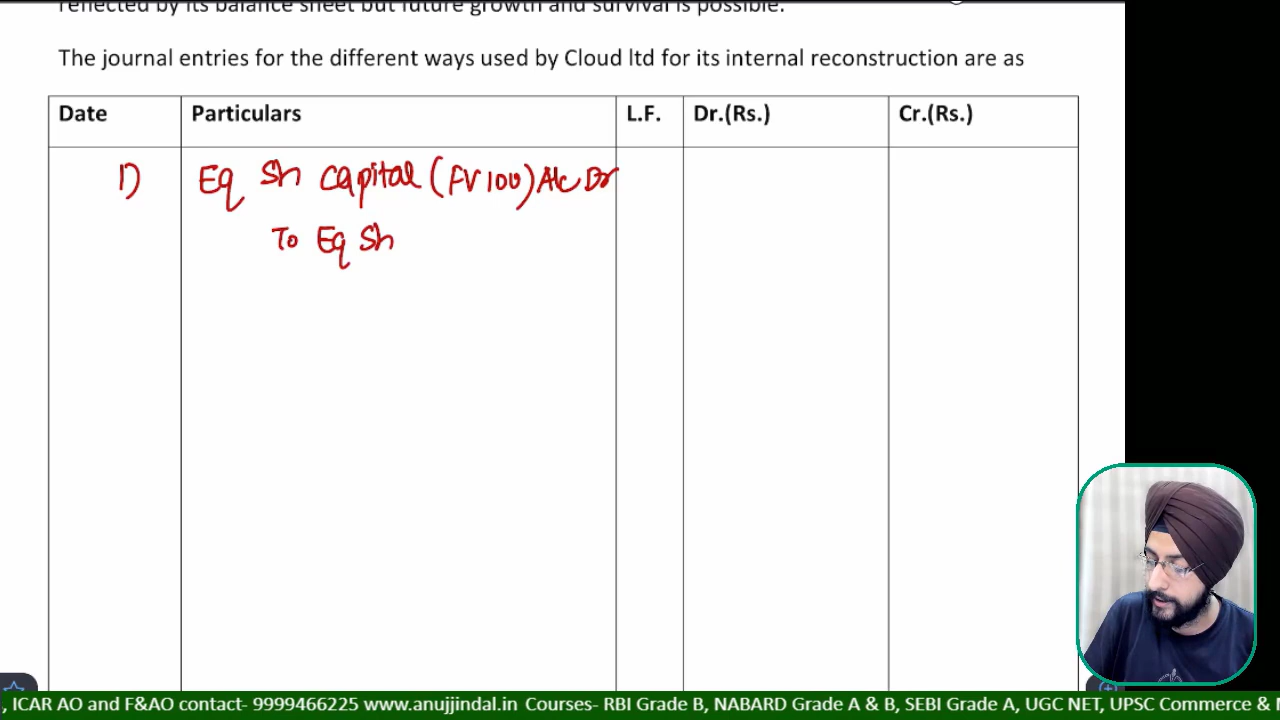 reflected by its balance sheet but future growth and survival is possible.
The journal entries for the different ways used by Cloud ltd for its internal reconstruction are as
Date Particulars L.F. Dr.(Rs.) Cr.(Rs.)
1) Eq Sh Capital (FV 100) A/c Dr
To Eq Sh
, ICAR AO and F&AO contact- 9999466225 www.anujjindal.in Courses- RBI Grade B, NABARD Grade A & B, SEBI Grade A, UGC NET, UPSC Commerce &